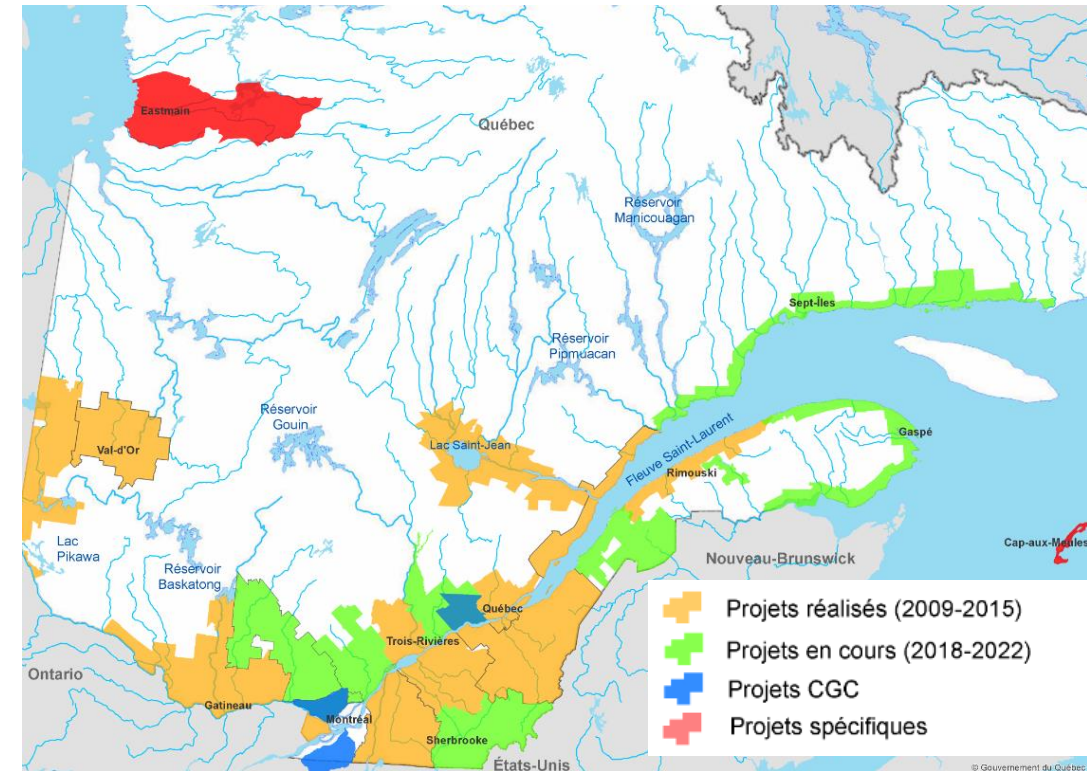 Eastmain
Québec
Réservoir
Manicouagan
Sept-Îles
Réservoir
Pipmuacan
Réservoir
Gouin
Lac Saint-Jean
Val-d'Or
Fleuve Saint-Laurent
Gaspé
Rimouski
Lac
Pikawa
Réservoir
Baskatong
Cap-aux-Meules
Nouveau-Brunswick
Québec
Trois-Rivières
Ontario
Gatineau
Montréal
Sherbrooke
États-Unis
Projets réalisés (2009-2015)
Projets en cours (2018-2022)
Projets CGC
Projets spécifiques
© Gouvernement du Québec